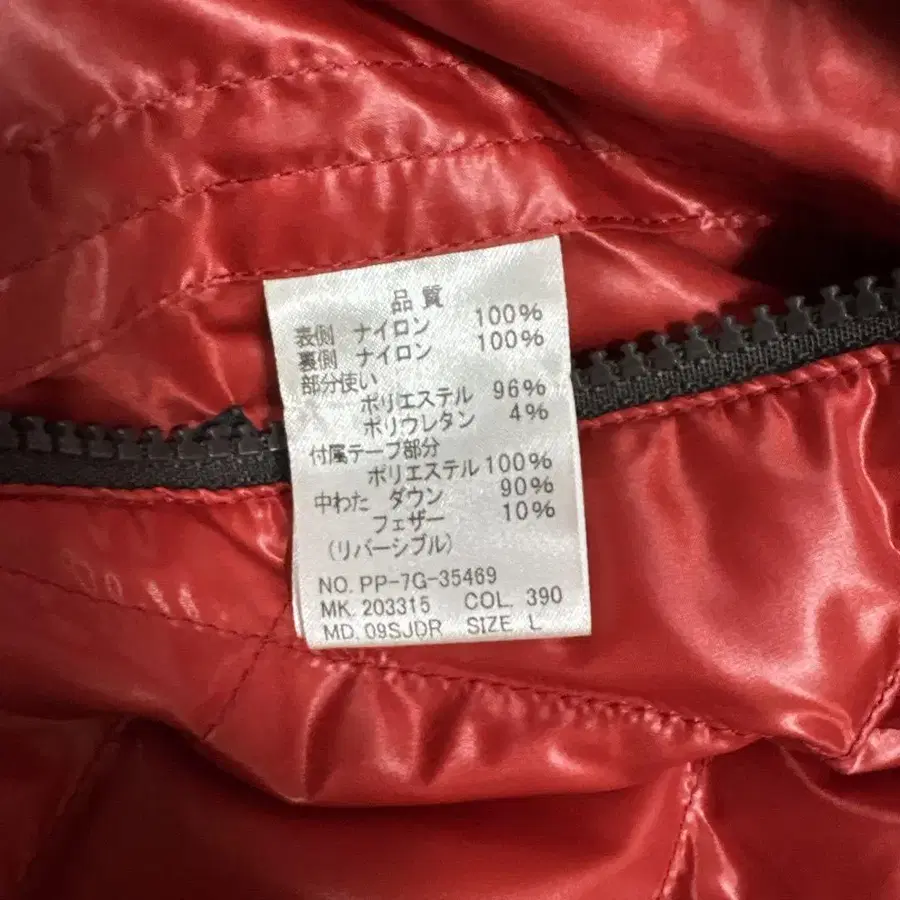 品質
表側 ナイロン 100%
裏側 ナイロン 100%
部分使い
ポリエステル 96%
ポリウレタン 4%
付属テープ部分
ポリエステル 100%
中わた ダウン 90%
フェザー 10%
(リバーシブル)
NO. PP-7G-35469
MK. 203315 COL. 390
MD. 09SJDR SIZE L